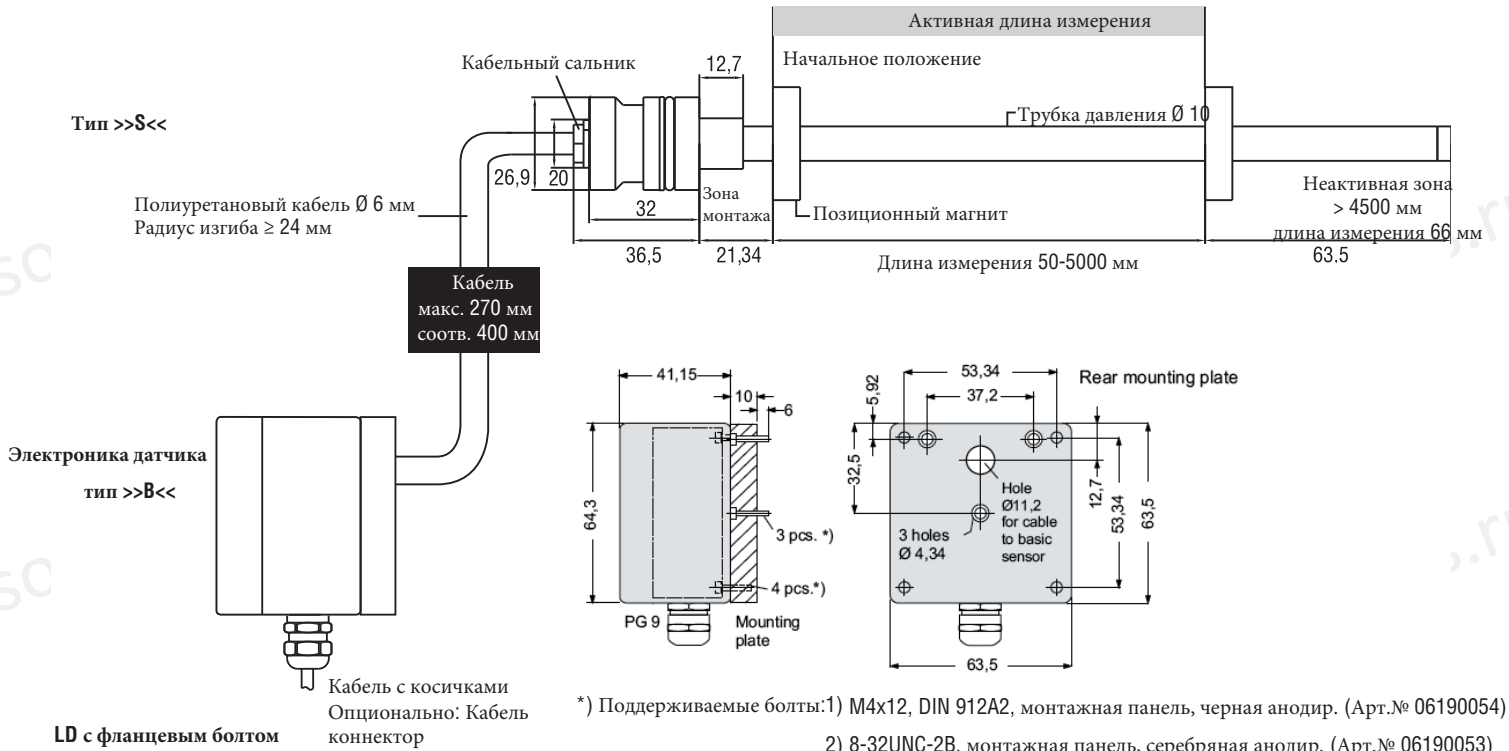 Активная длина измерения
Начальное положение
Кабельный сальник
12,7
Тип >>S<<
Трубка давления Ø 10
26,9
20
32
Зона
монтажа
Позиционный магнит
Неактивная зона
> 4500 мм
длина измерения 66 мм
Полиуретановый кабель Ø 6 мм
Радиус изгиба ≥ 24 мм
36,5
21,34
Длина измерения 50-5000 мм
63.5
Кабель
макс. 270 мм
соотв. 400 мм
Электроника датчика
тип >>B<<
41,15
10
6
64,3
3 pcs. *)
4 pcs.*)
PG 9
Mounting
plate
5,92
53,34
37,2
Rear mounting plate
32,5
Hole
Ø11,2
for cable
to basic
sensor
3 holes
Ø 4,34
12,7
53,34
63,5
63,5
Кабель с косичками
Опционально: Кабель
коннектор
LD с фланцевым болтом
*) Поддерживаемые болты:1) M4x12, DIN 912A2, монтажная панель, черная анодир. (Арт.№ 06190054)
2) 8-32UNC-2B, монтажная панель, серебряная анодир. (Арт.№ 06190053)